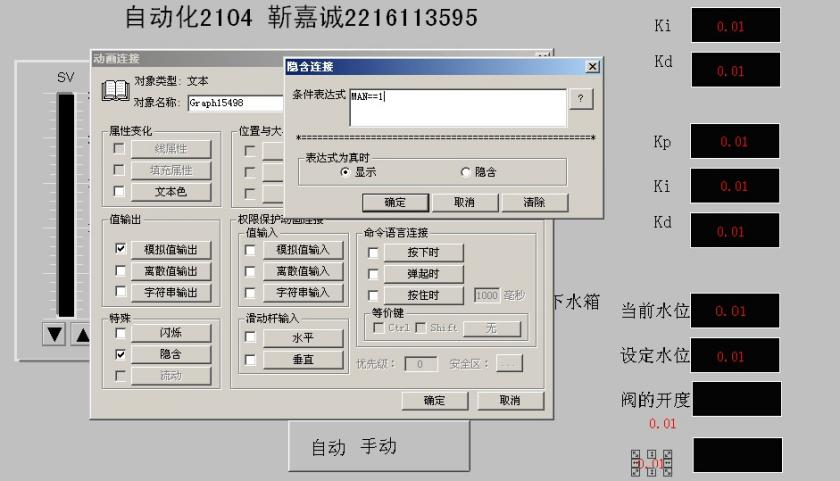 自动化2104 靳嘉诚2216113595
Ki 0.01
Kd 0.01
Kp 0.01
Ki 0.01
Kd 0.01
SV
动画连接
对象类型: 文本
对象名称: Graph15498
属性变化
线属性
填充属性
文本色
位置与大
值输出
模拟值输出
离散值输出
字符串输出
特殊
闪烁
隐含
流动
权限保护动画连接
值输入
模拟值输入
离散值输入
字符串输入
滑动杆输入
水平
垂直
命令语言连接
按下时
弹起时
按住时 1000 毫秒
等价键
Ctrl Shift 无
优先级: 0 安全区: ...
确定 取消
隐含连接
条件表达式 MAN==1 ?
表达式为真时
显示 隐含
确定 取消 清除
下水箱
当前水位 0.01
设定水位 0.01
阀的开度
0.01
0.01
自动 手动